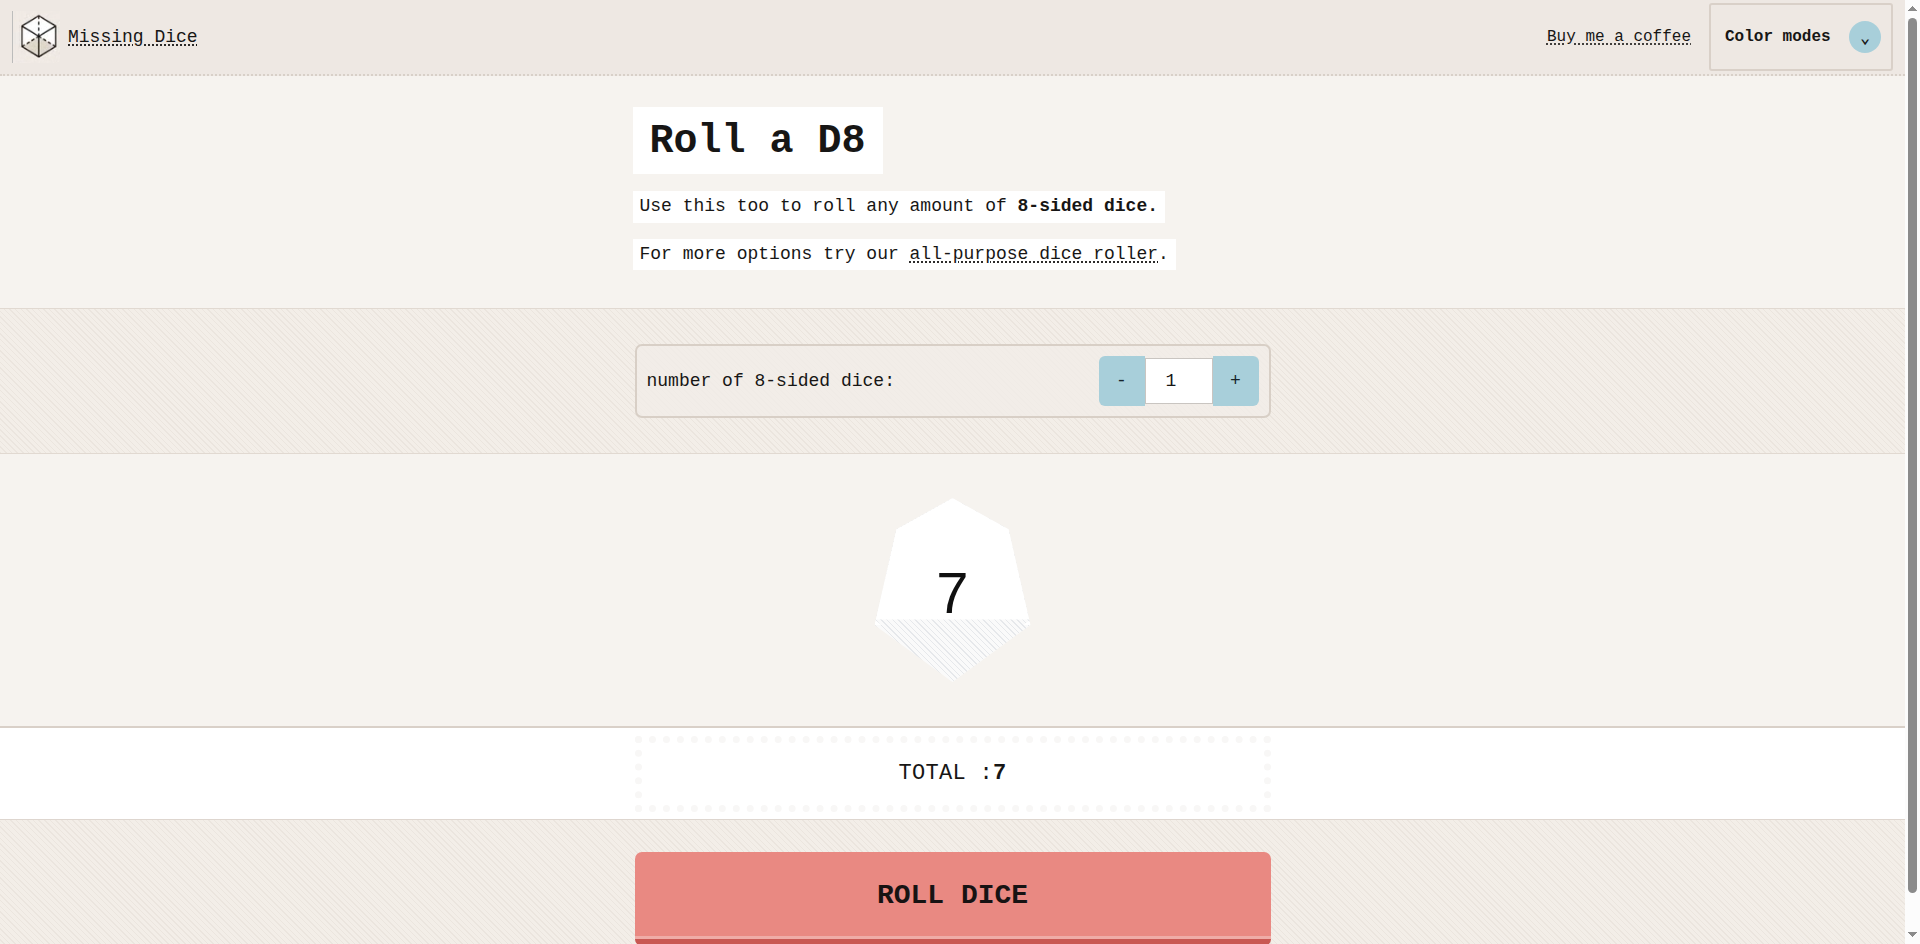 Missing Dice
Buy me a coffee
Color modes
Roll a D8
Use this too to roll any amount of 8-sided dice.
For more options try our all-purpose dice roller.
number of 8-sided dice:
- 1 +
7
TOTAL :7
ROLL DICE